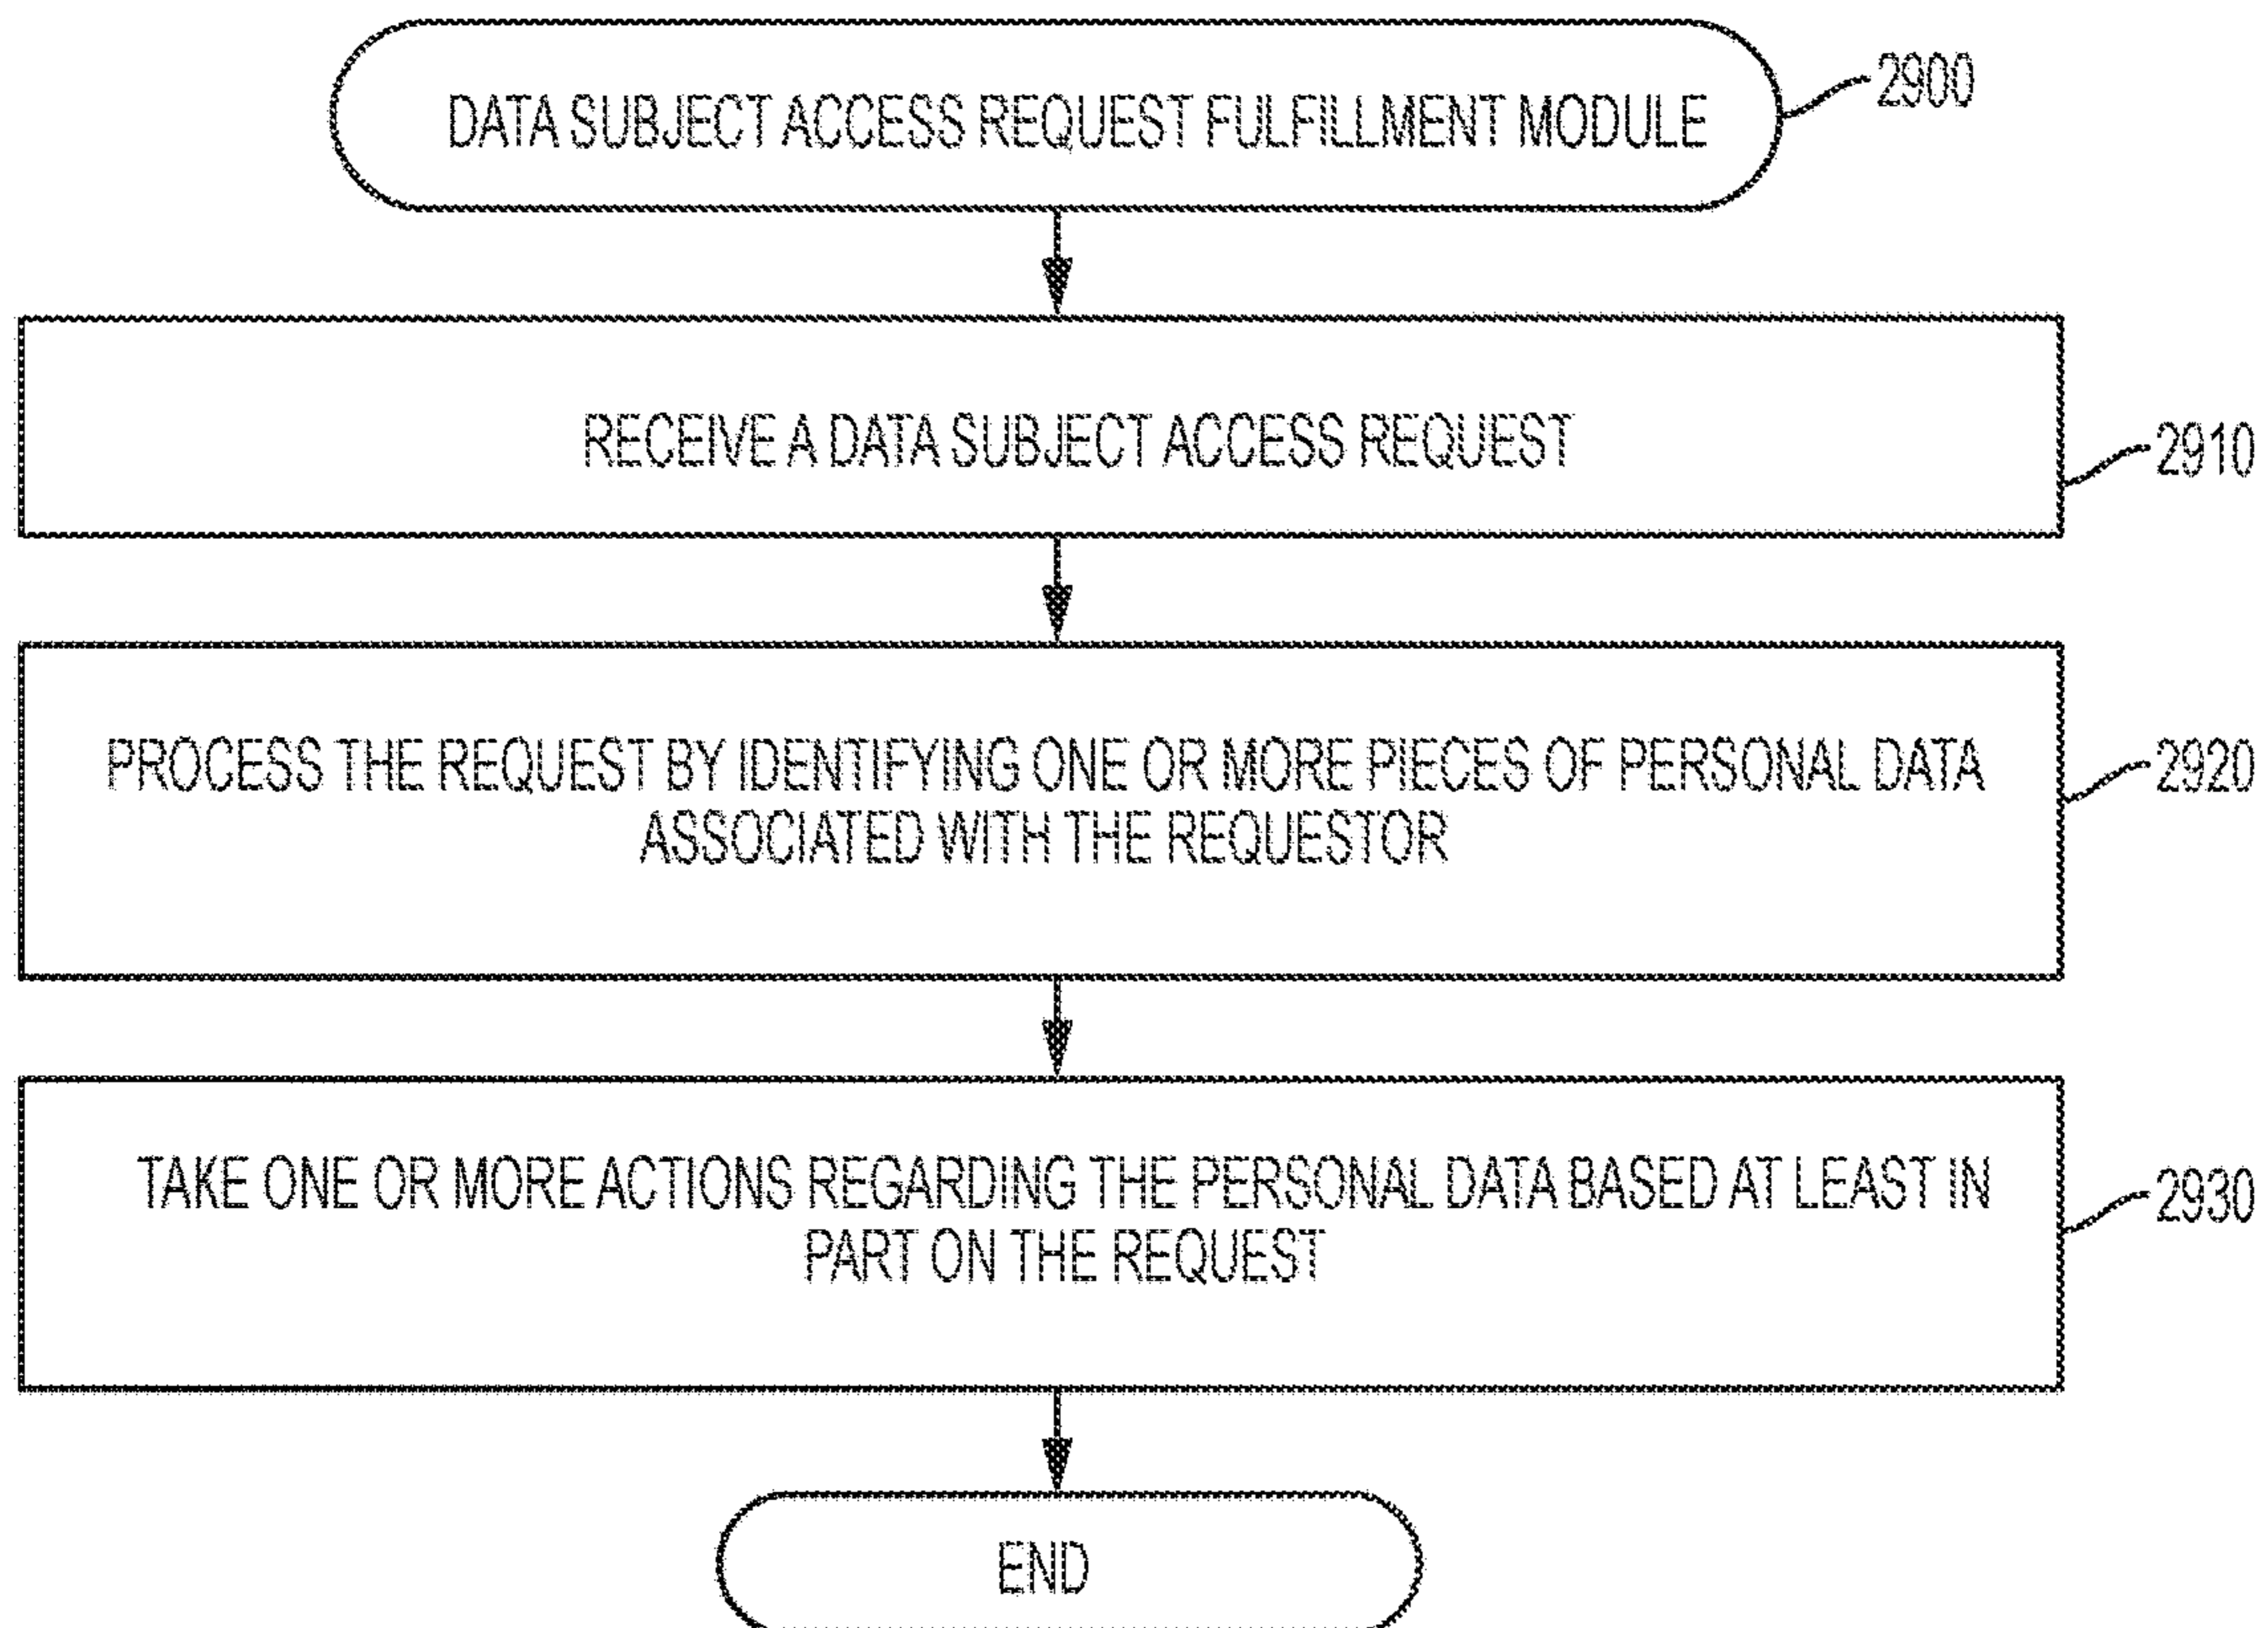 DATA SUBJECT ACCESS REQUEST FULFILLMENT MODULE
2900
RECEIVE A DATA SUBJECT ACCESS REQUEST
2910
PROCESS THE REQUEST BY IDENTIFYING ONE OR MORE PIECES OF PERSONAL DATA
ASSOCIATED WITH THE REQUESTOR
2920
TAKE ONE OR MORE ACTIONS REGARDING THE PERSONAL DATA BASED AT LEAST IN
PART ON THE REQUEST
2930
END